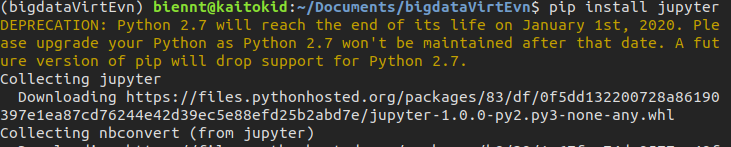 (bigdataVirtEvn) biennt@kaitokid:~/Documents/bigdataVirtEvn$ pip install jupyter
DEPRECATION: Python 2.7 will reach the end of its life on January 1st, 2020. Ple
ase upgrade your Python as Python 2.7 won't be maintained after that date. A fut
ure version of pip will drop support for Python 2.7.
Collecting jupyter
  Downloading https://files.pythonhosted.org/packages/83/df/0f5dd132200728a86190
397e1ea87cd76244e42d39ec5e88efd25b2abd7e/jupyter-1.0.0-py2.py3-none-any.whl
Collecting nbconvert (from jupyter)